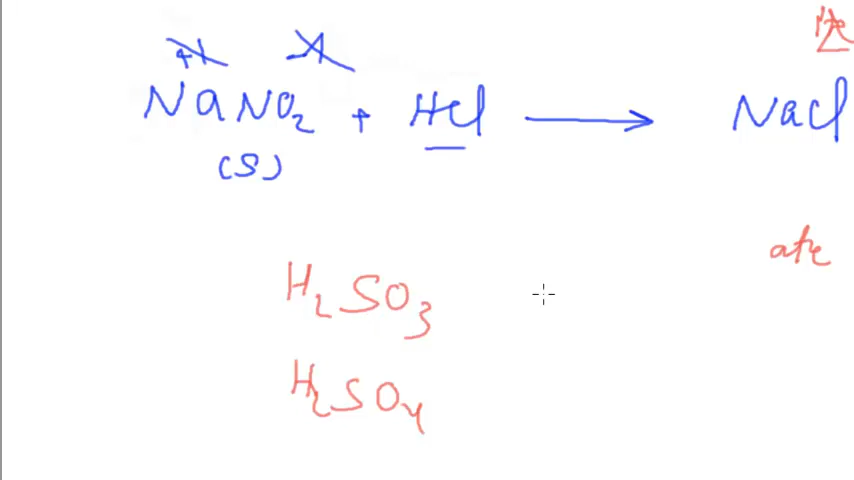 NaNO₂ + HCl ⟶ NaCl
(s)
ate
H₂SO₃
H₂SO₄